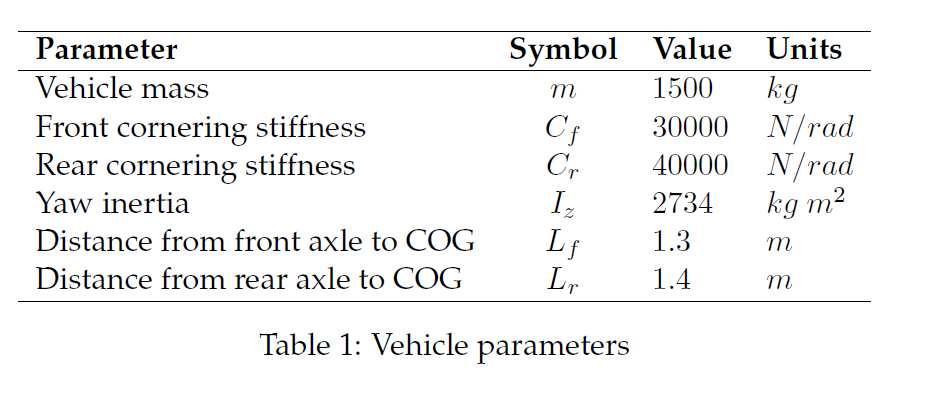 Parameter Symbol Value Units
Vehicle mass m 1500 kg
Front cornering stiffness C_f 30000 N/rad
Rear cornering stiffness C_r 40000 N/rad
Yaw inertia I_z 2734 kg m²
Distance from front axle to COG L_f 1.3 m
Distance from rear axle to COG L_r 1.4 m
Table 1: Vehicle parameters